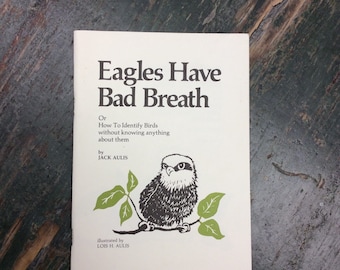 Eagles Have
Bad Breath
Or
How To Identify Birds
without knowing anything
about them
by
JACK AULIS
illustrated by
LOIS H. AULIS